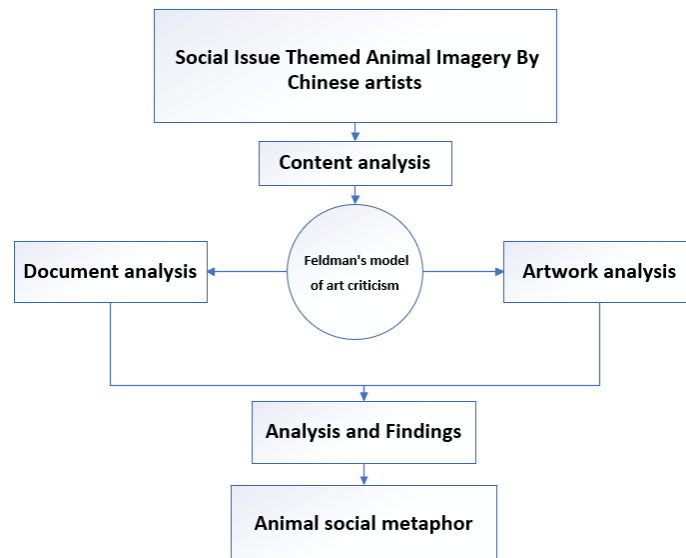 Social Issue Themed Animal Imagery By
Chinese artists
Content analysis
Feldman's model
of art criticism
Document analysis
Artwork analysis
Analysis and Findings
Animal social metaphor